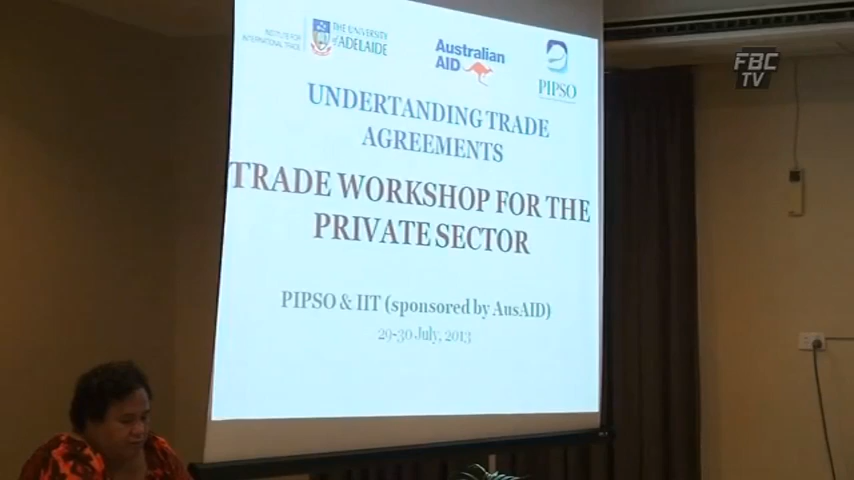 INSTITUTE FOR
INTERNATIONAL TRADE
THE UNIVERSITY
of ADELAIDE
Australian
AID
PIPSO
FBC
TV
UNDERTANDING TRADE
AGREEMENTS
TRADE WORKSHOP FOR THE
PRIVATE SECTOR
PIPSO & IIT (sponsored by AusAID)
29-30 July, 2013